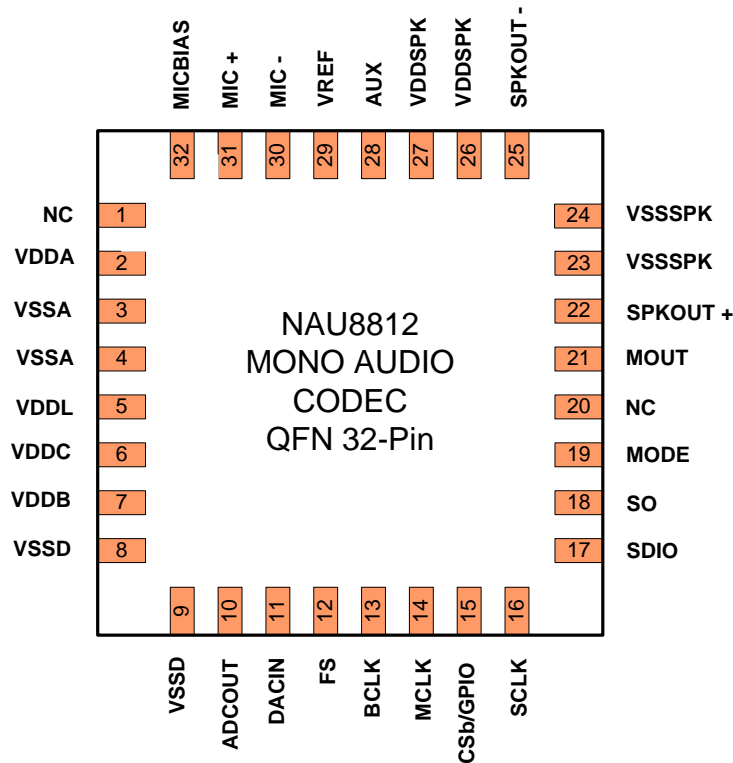 MICBIAS
MIC +
MIC -
VREF
AUX
VDDSPK
VDDSPK
SPKOUT -
32
31
30
29
28
27
26
25
NC
1
VDDA
2
VSSA
3
VSSA
4
VDDL
5
VDDC
6
VDDB
7
VSSD
8
NAU8812
MONO AUDIO
CODEC
QFN 32-Pin
24
VSSSPK
23
VSSSPK
22
SPKOUT +
21
MOUT
20
NC
19
MODE
18
SO
17
SDIO
9
10
11
12
13
14
15
16
VSSD
ADCOUT
DACIN
FS
BCLK
MCLK
CSb/GPIO
SCLK